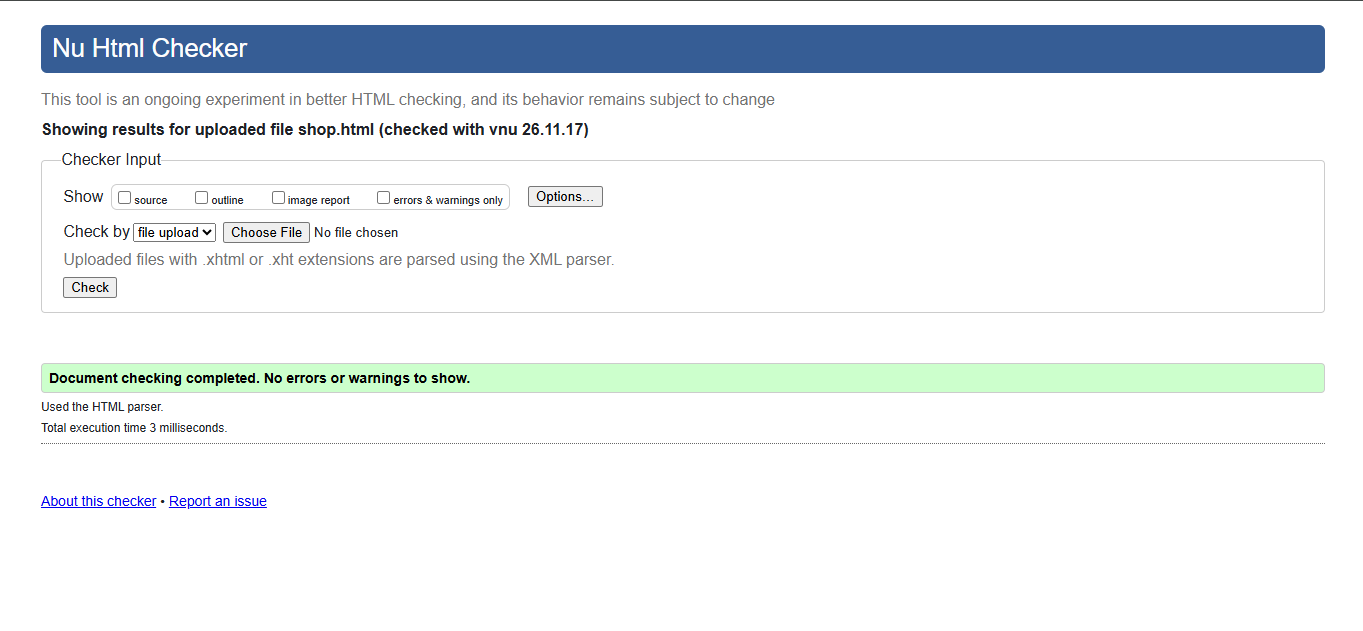 Nu Html Checker
This tool is an ongoing experiment in better HTML checking, and its behavior remains subject to change
Showing results for uploaded file shop.html (checked with vnu 26.11.17)
Checker Input
Show source outline image report errors & warnings only Options...
Check by file upload Choose File No file chosen
Uploaded files with .xhtml or .xht extensions are parsed using the XML parser.
Check
Document checking completed. No errors or warnings to show.
Used the HTML parser.
Total execution time 3 milliseconds.
About this checker • Report an issue